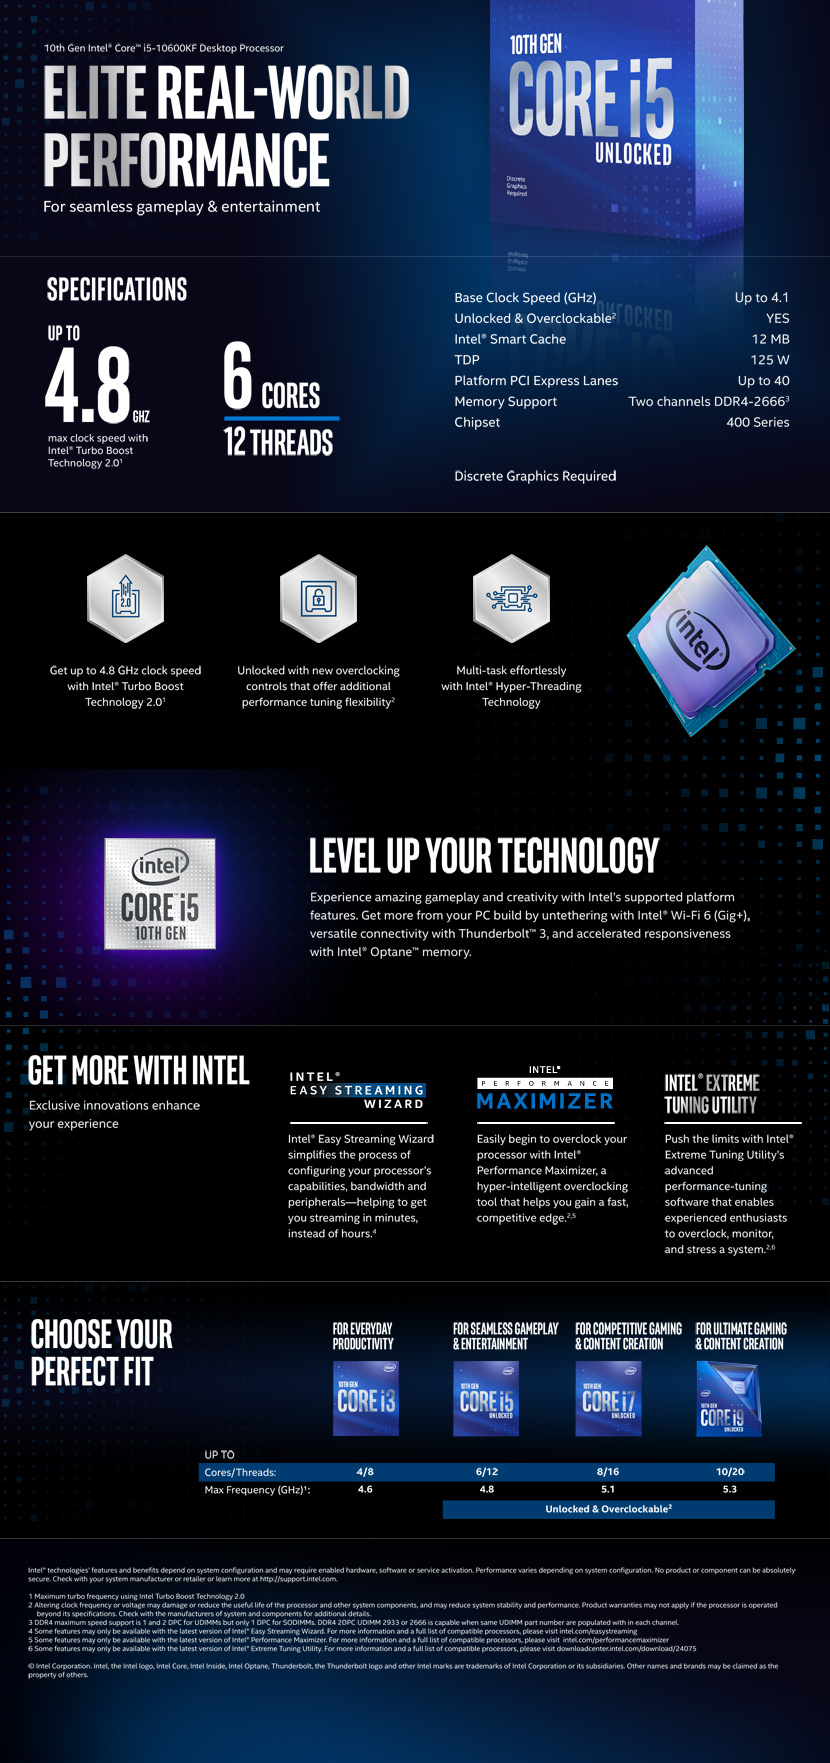 10th Gen Intel® Core™ i5-10600KF Desktop Processor
ELITE REAL-WORLD
PERFORMANCE
For seamless gameplay & entertainment
10TH GEN
CORE i5
UNLOCKED
Discrete
Graphics
Required
SPECIFICATIONS
UP TO
4.8 GHZ
max clock speed with
Intel® Turbo Boost
Technology 2.0¹
6 CORES
12 THREADS
Base Clock Speed (GHz) Up to 4.1
Unlocked & Overclockable² YES
Intel® Smart Cache 12 MB
TDP 125 W
Platform PCI Express Lanes Up to 40
Memory Support Two channels DDR4-2666³
Chipset 400 Series
Discrete Graphics Required
2.0
Get up to 4.8 GHz clock speed
with Intel® Turbo Boost
Technology 2.0¹
Unlocked with new overclocking
controls that offer additional
performance tuning flexibility²
Multi-task effortlessly
with Intel® Hyper-Threading
Technology
intel
intel
CORE i5
10TH GEN
LEVEL UP YOUR TECHNOLOGY
Experience amazing gameplay and creativity with Intel's supported platform
features. Get more from your PC build by untethering with Intel® Wi-Fi 6 (Gig+),
versatile connectivity with Thunderbolt™ 3, and accelerated responsiveness
with Intel® Optane™ memory.
GET MORE WITH INTEL
Exclusive innovations enhance
your experience
INTEL®
EASY STREAMING
WIZARD
Intel® Easy Streaming Wizard
simplifies the process of
configuring your processor's
capabilities, bandwidth and
peripherals—helping to get
you streaming in minutes,
instead of hours.⁴
INTEL®
PERFORMANCE
MAXIMIZER
Easily begin to overclock your
processor with Intel®
Performance Maximizer, a
hyper-intelligent overclocking
tool that helps you gain a fast,
competitive edge.²,⁵
INTEL® EXTREME
TUNING UTILITY
Push the limits with Intel®
Extreme Tuning Utility's
advanced
performance-tuning
software that enables
experienced enthusiasts
to overclock, monitor,
and stress a system.²,⁶
CHOOSE YOUR
PERFECT FIT
FOR EVERYDAY
PRODUCTIVITY
intel
10TH GEN
CORE i3
FOR SEAMLESS GAMEPLAY
& ENTERTAINMENT
intel
10TH GEN
CORE i5
UNLOCKED
FOR COMPETITIVE GAMING
& CONTENT CREATION
intel
10TH GEN
CORE i7
UNLOCKED
FOR ULTIMATE GAMING
& CONTENT CREATION
intel
10TH GEN
CORE i9
UNLOCKED
UP TO
Cores/Threads: 4/8 6/12 8/16 10/20
Max Frequency (GHz)¹: 4.6 4.8 5.1 5.3
Unlocked & Overclockable²
Intel® technologies' features and benefits depend on system configuration and may require enabled hardware, software or service activation. Performance varies depending on system configuration. No product or component can be absolutely
secure. Check with your system manufacturer or retailer or learn more at http://support.intel.com.
1 Maximum turbo frequency using Intel Turbo Boost Technology 2.0
2 Altering clock frequency or voltage may damage or reduce the useful life of the processor and other system components, and may reduce system stability and performance. Product warranties may not apply if the processor is operated
beyond its specifications. Check with the manufacturers of system and components for additional details.
3 DDR4 maximum speed support is 1 and 2 DPC for UDIMMs but only 1 DPC for SODIMMs. DDR4 2DPC UDIMM 2933 or 2666 is capable when same UDIMM part number are populated with in each channel.
4 Some features may only be available with the latest version of Intel® Easy Streaming Wizard. For more information and a full list of compatible processors, please visit intel.com/easystreaming
5 Some features may only be available with the latest version of Intel® Performance Maximizer. For more information and a full list of compatible processors, please visit intel.com/performancemaximizer
6 Some features may only be available with the latest version of Intel® Extreme Tuning Utility. For more information and a full list of compatible processors, please visit downloadcenter.intel.com/download/24075
© Intel Corporation. Intel, the Intel logo, Intel Core, Intel Inside, Intel Optane, Thunderbolt, the Thunderbolt logo and other Intel marks are trademarks of Intel Corporation or its subsidiaries. Other names and brands may be claimed as the
property of others.